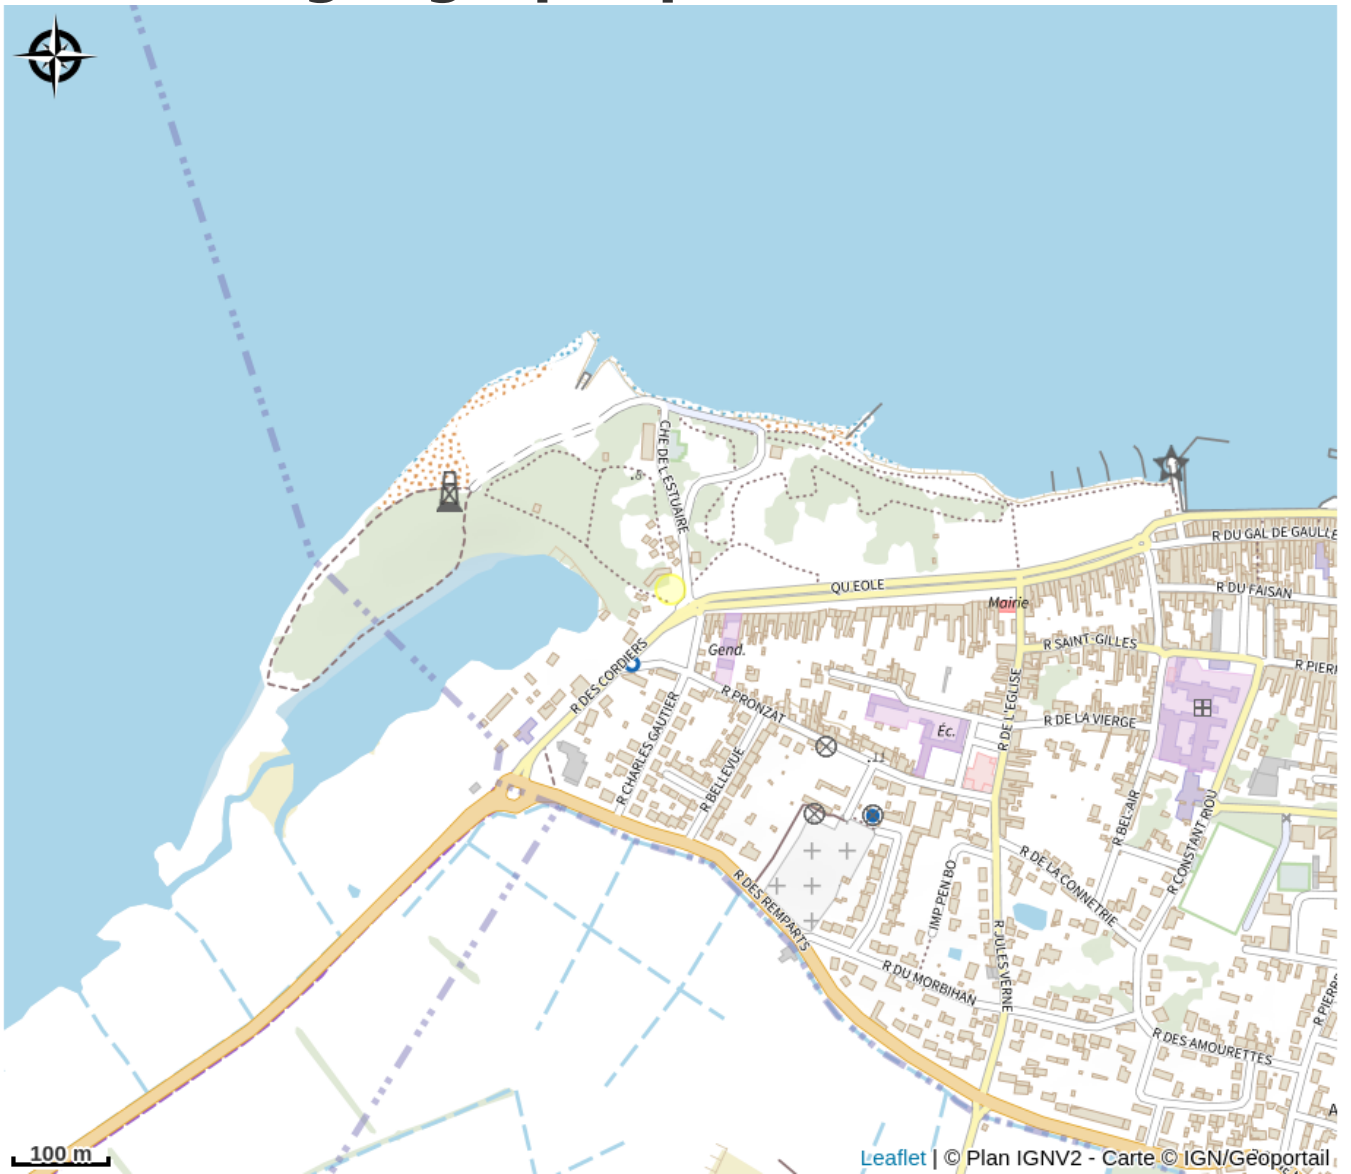 CHE DE L'ESTUAIRE
R DU GAL DE GAULLE
QU EOLE
R DU FAISAN
Mairie
R SAINT-GILLES
Gend.
R DES CORDIERS
R PRONZAT
R DE L'EGLISE
R DE LA VIERGE
R CHARLES GAUTIER
Éc.
R BELLEVUE
.11
R BEL-AIR
R CONSTANT RIOU
R DE LA CONNETRIE
R DES REMPARTS
IMP PEN BO
R JULES VERNE
R DU MORBIHAN
R DES AMOURETTES
100 m
Leaflet | © Plan IGNV2 - Carte © IGN/Geoportail